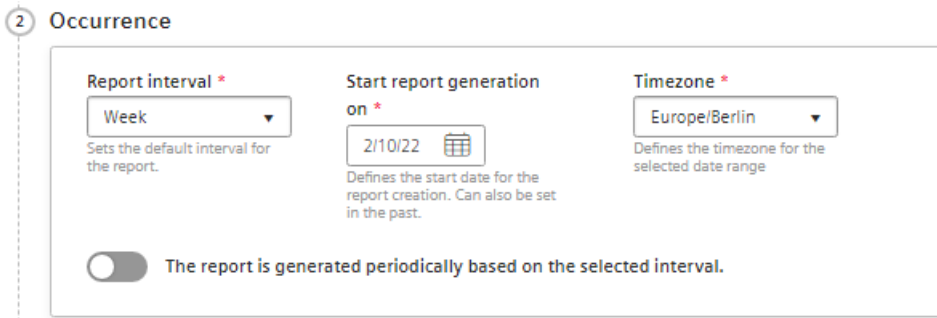 2 Occurrence
Report interval *
Week
Sets the default interval for
the report.
Start report generation
on *
2/10/22
Defines the start date for the
report creation. Can also be set
in the past.
Timezone *
Europe/Berlin
Defines the timezone for the
selected date range
The report is generated periodically based on the selected interval.